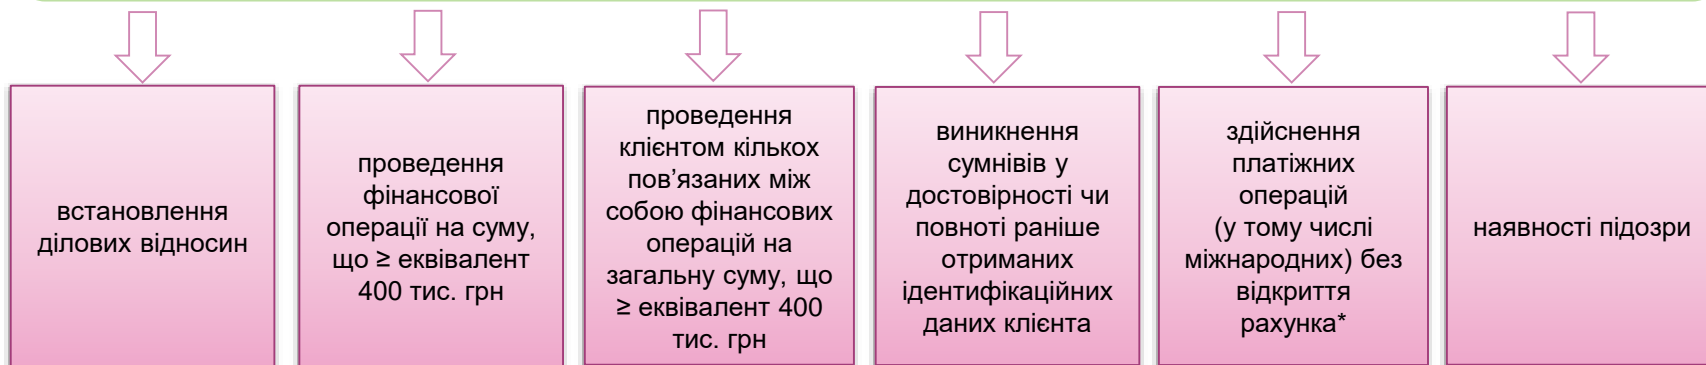 встановлення
ділових відносин
проведення
фінансової
операції на суму,
що ≥ еквівалент
400 тис. грн
проведення
клієнтом кількох
пов’язаних між
собою фінансових
операцій на
загальну суму, що
≥ еквівалент 400
тис. грн
виникнення
сумнівів у
достовірності чи
повноті раніше
отриманих
ідентифікаційних
даних клієнта
здійснення
платіжних
операцій
(у тому числі
міжнародних) без
відкриття
рахунка*
наявності підозри